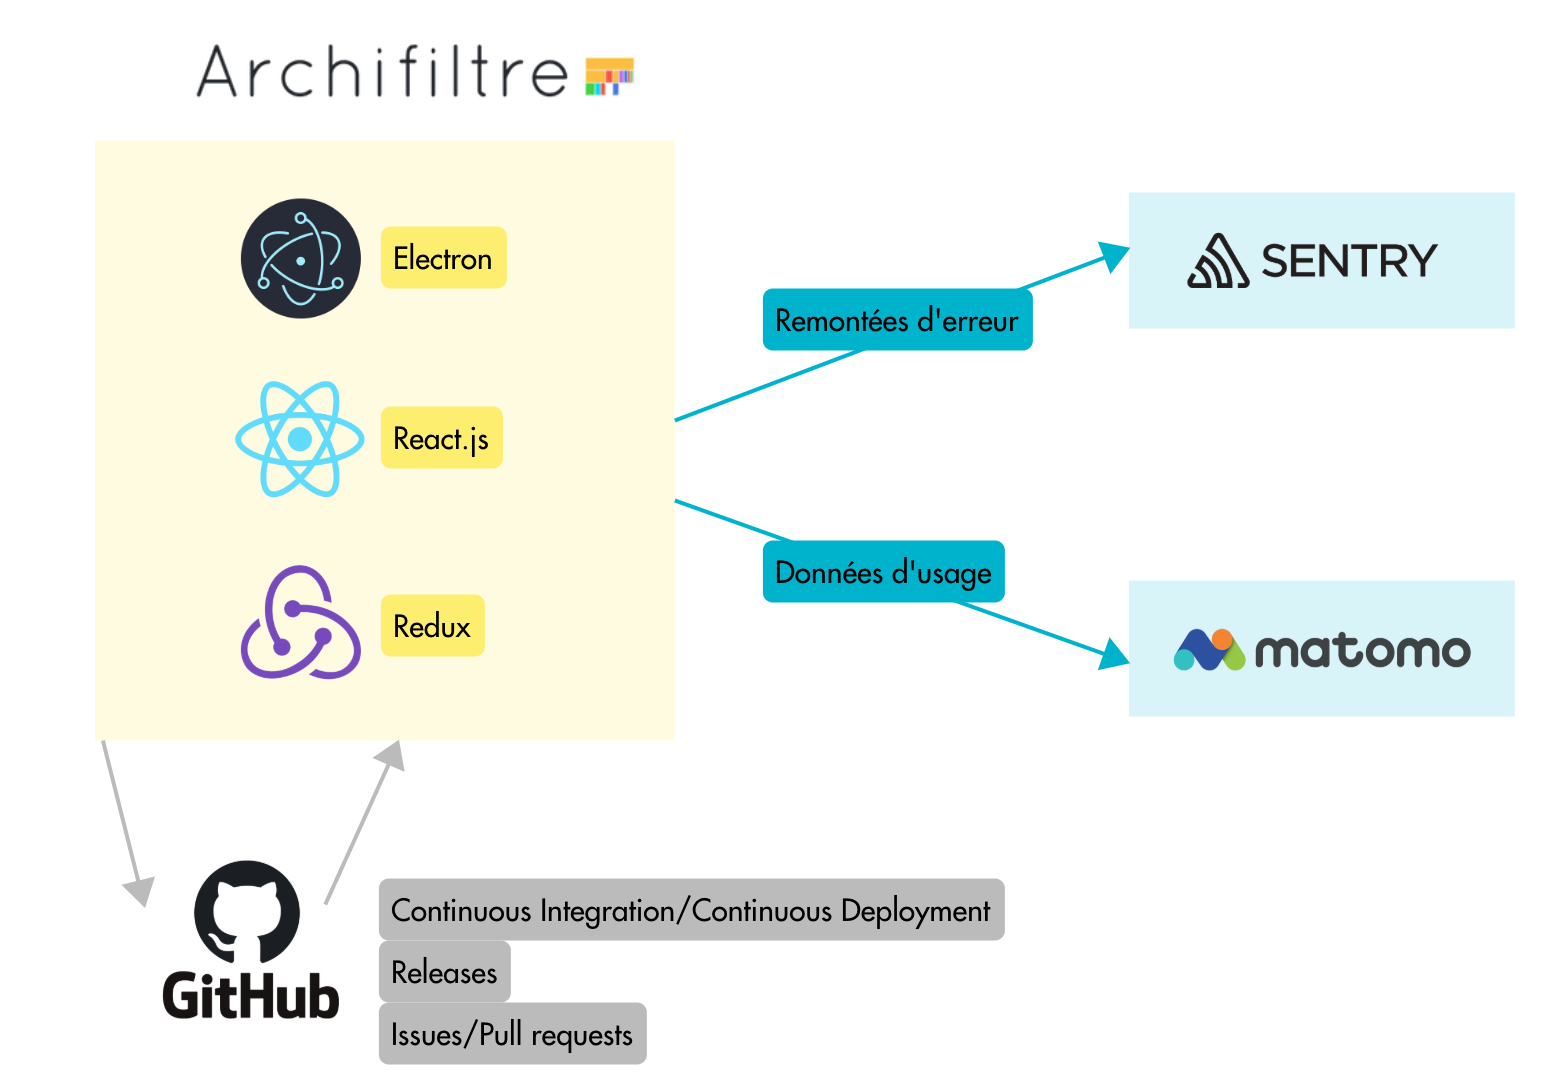 Archifiltre
Electron
React.js
Redux
Remontées d'erreur
SENTRY
Données d'usage
matomo
GitHub
Continuous Integration/Continuous Deployment
Releases
Issues/Pull requests